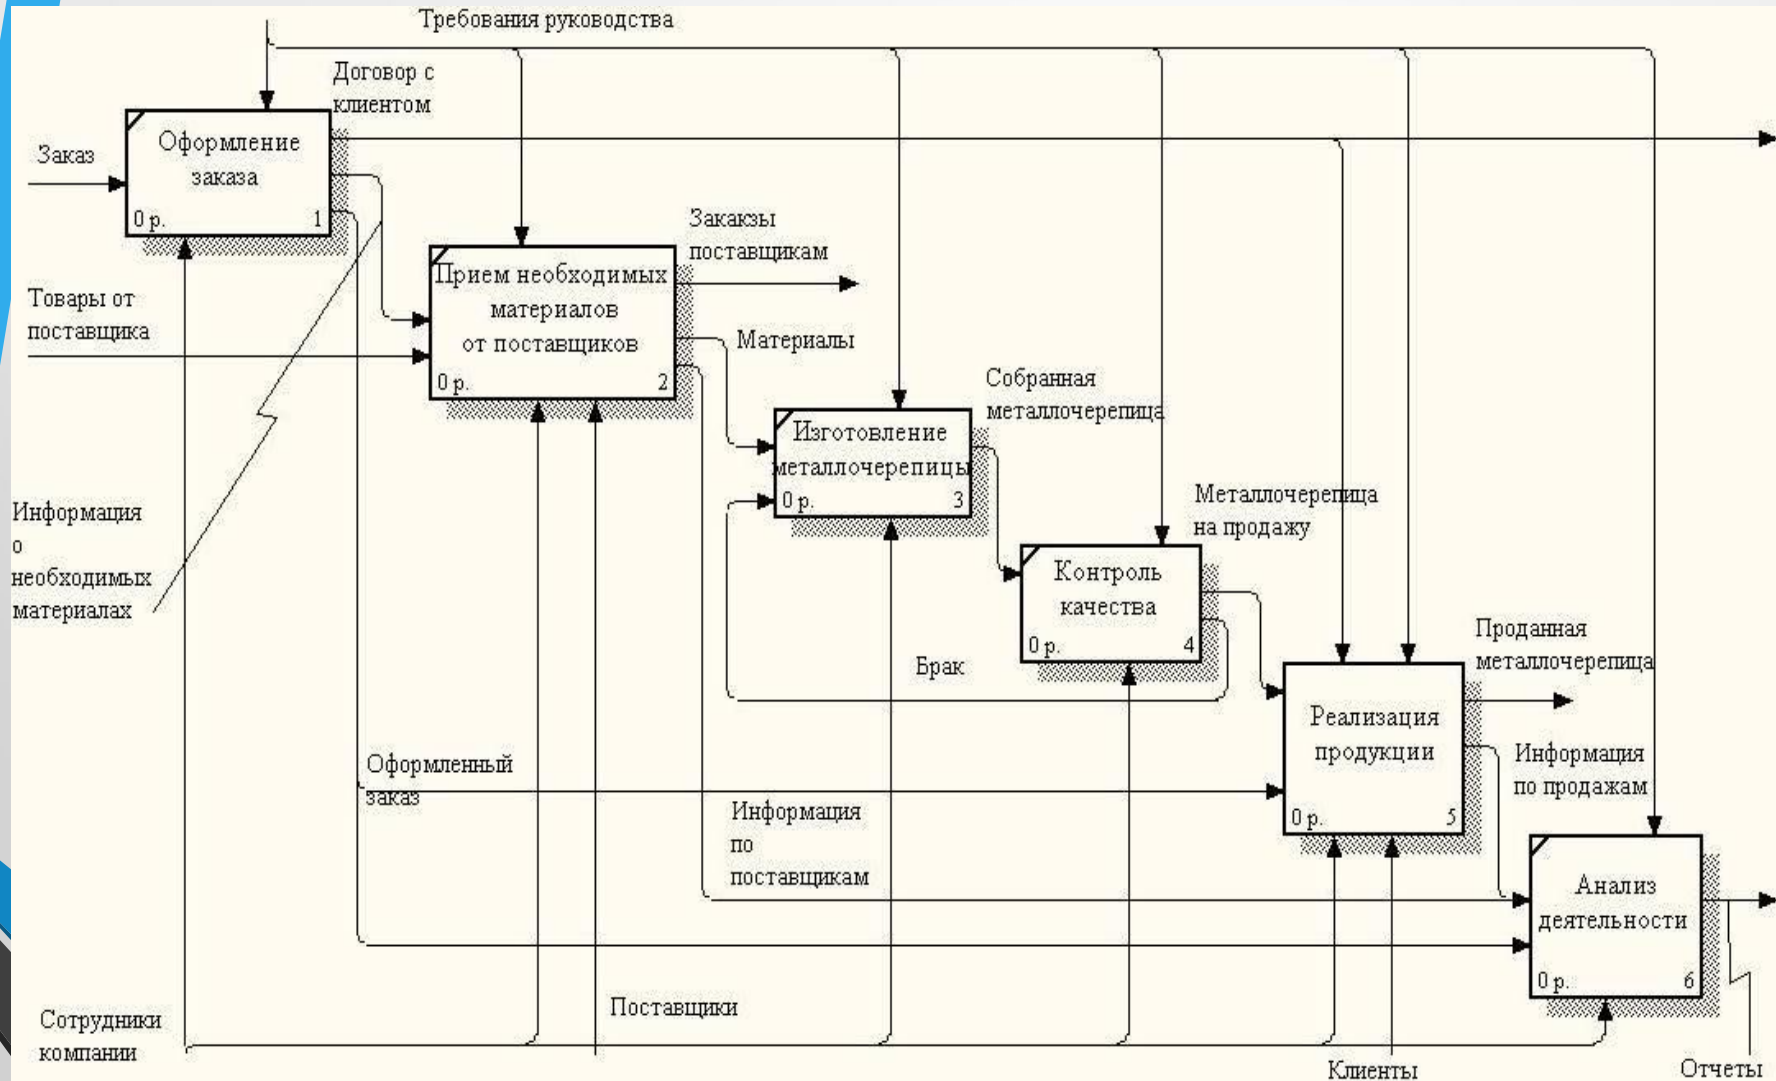 Требования руководства
Договор с
клиентом
Оформление
заказа
0 р.
1
Заказ
Закакзы
поставщикам
Прием необходимых
материалов
от поставщиков
0 р.
2
Товары от
поставщика
Материалы
Собранная
металлочерепица
Изготовление
металлочерепицы
0 р.
3
Информация
о
необходимых
материалах
Металлочерепица
на продажу
Контроль
качества
0 р.
4
Брак
Проданная
металлочерепица
Реализация
продукции
0 р.
5
Оформленный
заказ
Информация
по продажам
Информация
по
поставщикам
Анализ
деятельности
0 р.
6
Сотрудники
компании
Поставщики
Клиенты
Отчеты